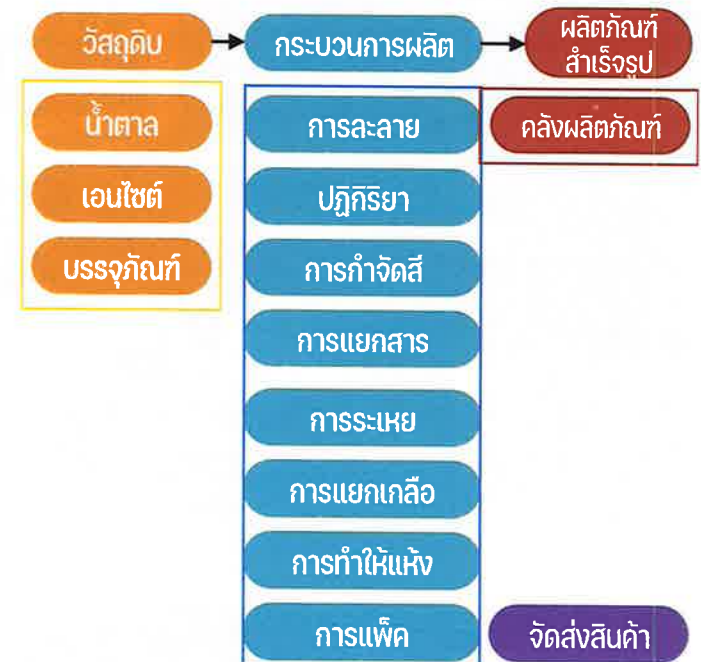 วัสถุดิบ
กระบวนการผลิต
ผลิตภัณฑ์
สำเร็จรูป
น้ำตาล
การละลาย
คลังผลิตภัณฑ์
เอนไซต์
ปฏิกิริยา
บรรจุภัณฑ์
การกำจัดสี
การแยกสาร
การระเหย
การแยกเกลือ
การทำให้แห้ง
การแพ็ค
จัดส่งสินค้า